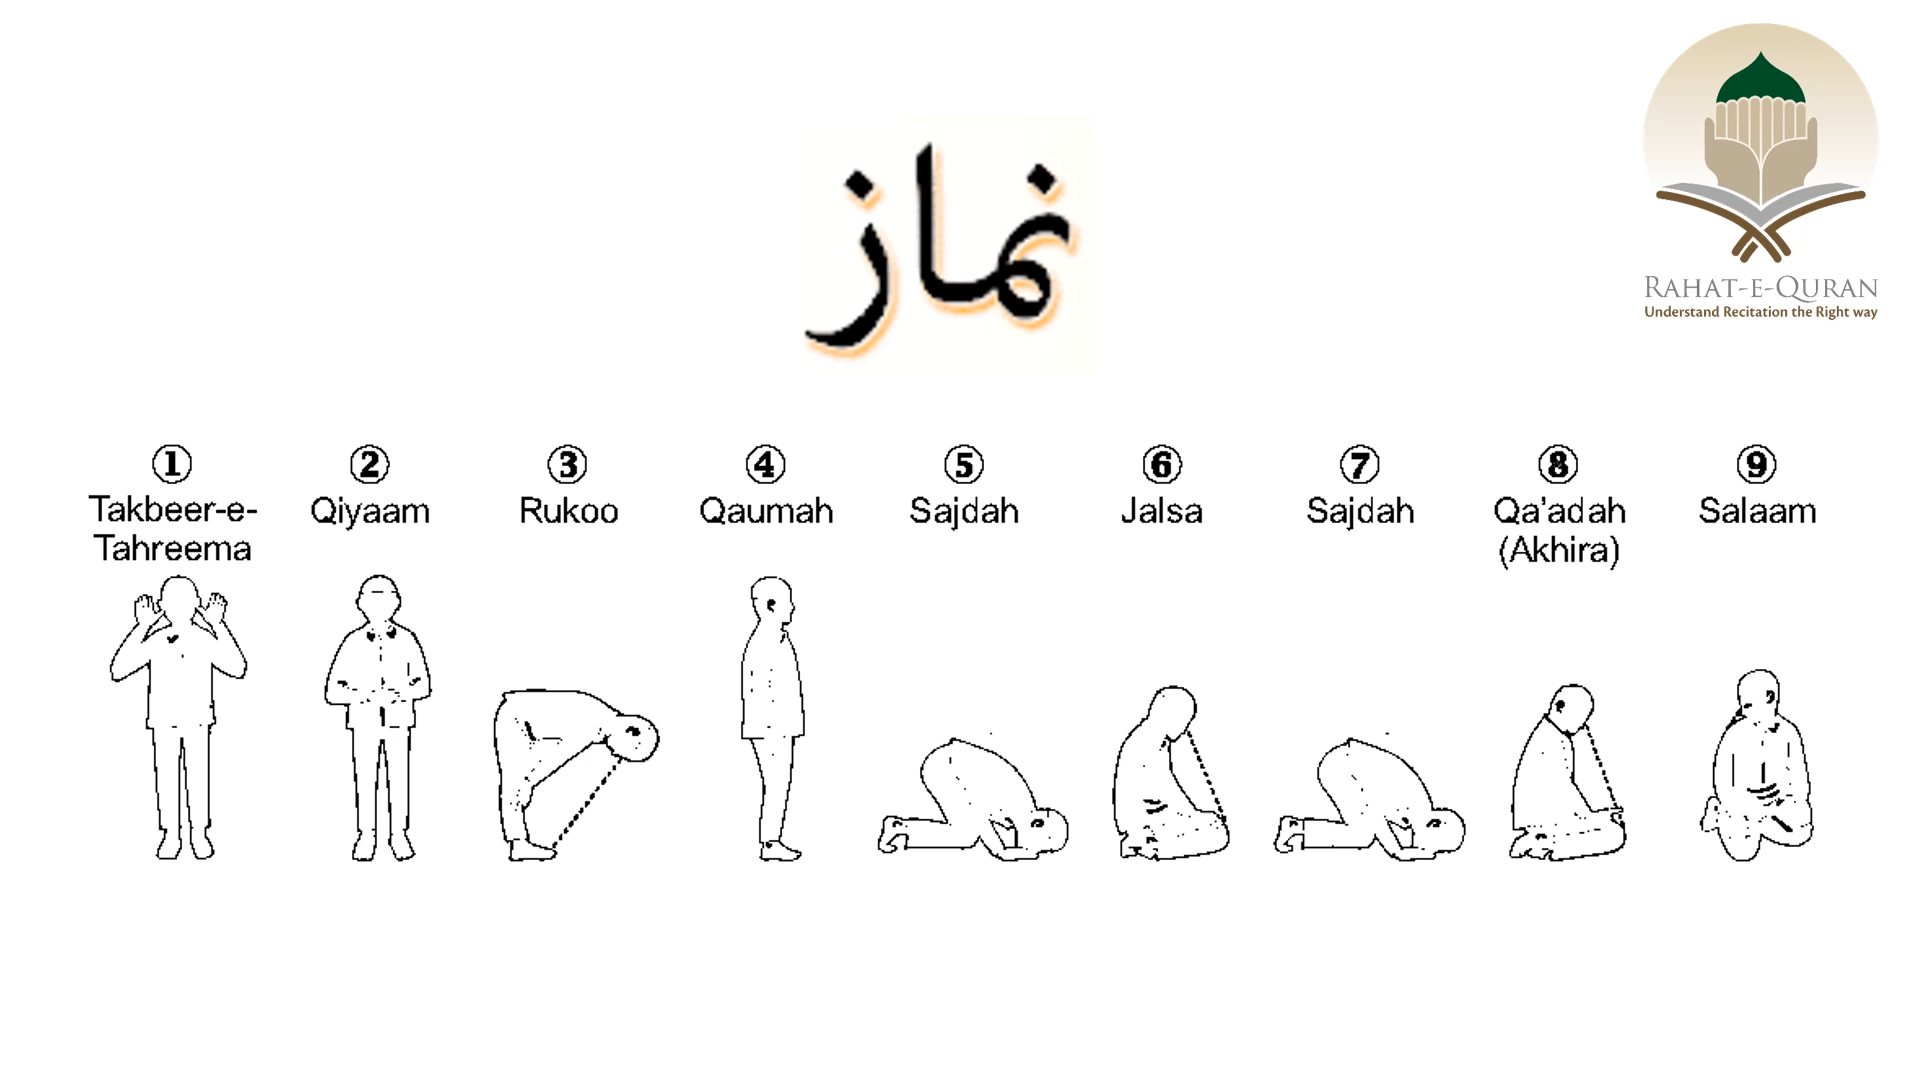 نماز
RAHAT-E-QURAN
Understand Recitation the Right way
1 2 3 4 5 6 7 8 9
Takbeer-e-Tahreema Qiyaam Rukoo Qaumah Sajdah Jalsa Sajdah Qa'adah (Akhira) Salaam